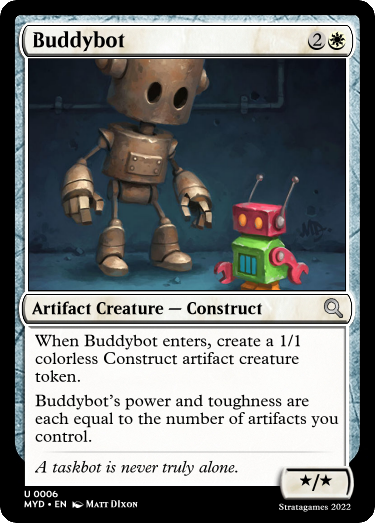 Buddybot 2
Artifact Creature — Construct
When Buddybot enters, create a 1/1
colorless Construct artifact creature
token.
Buddybot's power and toughness are
each equal to the number of artifacts you
control.
A taskbot is never truly alone.
★/★
U 0006
MYD • EN Matt Dixon
Stratagames 2022
MD